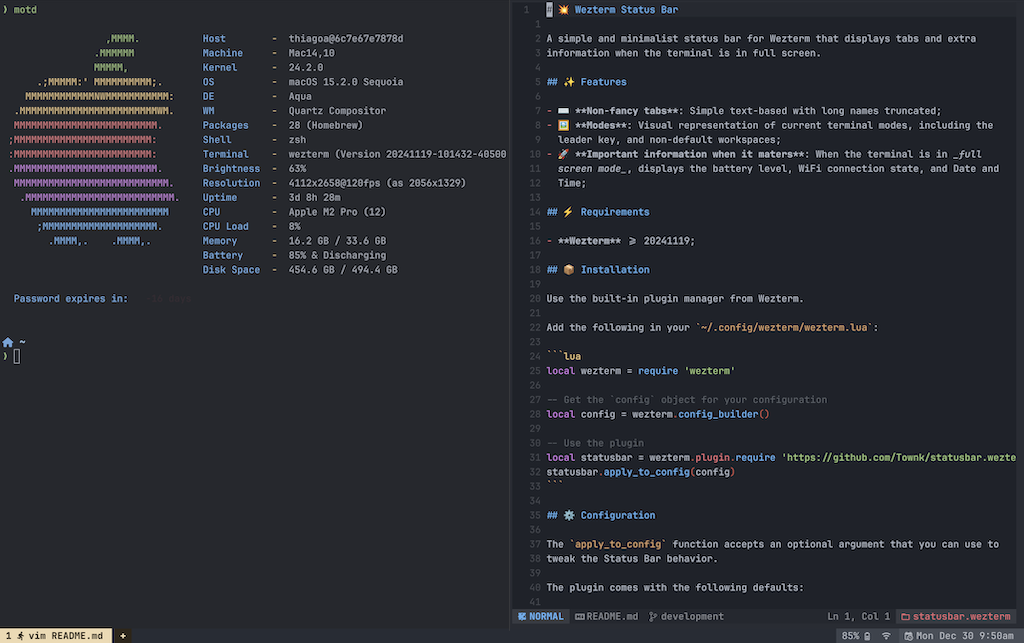 ❯ motd
,MMMM.
.MMMMMM
MMMMM,
.;MMMMM:' MMMMMMMMMM;.
MMMMMMMMMMMMNWMMMMMMMMMMM:
.MMMMMMMMMMMMMMMMMMMMMMMMWM.
MMMMMMMMMMMMMMMMMMMMMMMMM.
;MMMMMMMMMMMMMMMMMMMMMMMM:
:MMMMMMMMMMMMMMMMMMMMMMMM:
.MMMMMMMMMMMMMMMMMMMMMMMMM.
MMMMMMMMMMMMMMMMMMMMMMMMMMM.
.MMMMMMMMMMMMMMMMMMMMMMMMMM.
MMMMMMMMMMMMMMMMMMMMMMMM
;MMMMMMMMMMMMMMMMMMMM.
.MMMM,. .MMMM,.
Host - thiagoa@6c7e67e7878d
Machine - Mac14,10
Kernel - 24.2.0
OS - macOS 15.2.0 Sequoia
DE - Aqua
WM - Quartz Compositor
Packages - 28 (Homebrew)
Shell - zsh
Terminal - wezterm (Version 20241119-101432-40500
Brightness - 63%
Resolution - 4112x2658@120fps (as 2056x1329)
Uptime - 3d 8h 28m
CPU - Apple M2 Pro (12)
CPU Load - 8%
Memory - 16.2 GB / 33.6 GB
Battery - 85% & Discharging
Disk Space - 454.6 GB / 494.4 GB
Password expires in:
~
❯
1 # 💥 Wezterm Status Bar
1
2 A simple and minimalist status bar for Wezterm that displays tabs and extra
3 information when the terminal is in full screen.
4
5 ## ✨ Features
6
7 - ⌨️ **Non-fancy tabs**: Simple text-based with long names truncated;
8 - 🖼️ **Modes**: Visual representation of current terminal modes, including the
9 leader key, and non-default workspaces;
10 - 🚀 **Important information when it maters**: When the terminal is in _full
11 screen mode_, displays the battery level, WiFi connection state, and Date and
12 Time;
13
14 ## ⚡ Requirements
15
16 - **Wezterm** ≥ 20241119;
17
18 ## 📦 Installation
19
20 Use the built-in plugin manager from Wezterm.
21
22 Add the following in your `~/.config/wezterm/wezterm.lua`:
23
24 ```lua
25 local wezterm = require 'wezterm'
26
27 -- Get the `config` object for your configuration
28 local config = wezterm.config_builder()
29
30 -- Use the plugin
31 local statusbar = wezterm.plugin.require 'https://github.com/Townk/statusbar.wezte
32 statusbar.apply_to_config(config)
33 ```
34
35 ## ⚙️ Configuration
36
37 The `apply_to_config` function accepts an optional argument that you can use to
38 tweak the Status Bar behavior.
39
40 The plugin comes with the following defaults:
41
NORMAL README.md development Ln 1, Col 1 statusbar.wezterm
1 vim README.md + 85% Mon Dec 30 9:50am